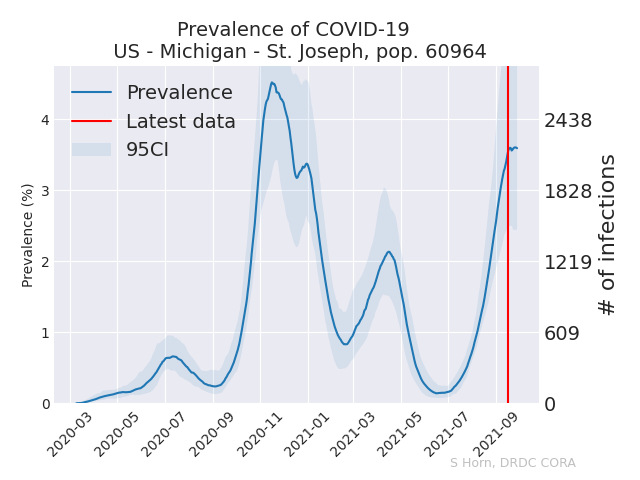 Prevalence of COVID-19
US - Michigan - St. Joseph, pop. 60964
Prevalence
Latest data
95CI
Prevalence (%)
4
3
2
1
0
2438
1828
1219
609
0
# of infections
2020-03
2020-05
2020-07
2020-09
2020-11
2021-01
2021-03
2021-05
2021-07
2021-09
S Horn, DRDC CORA